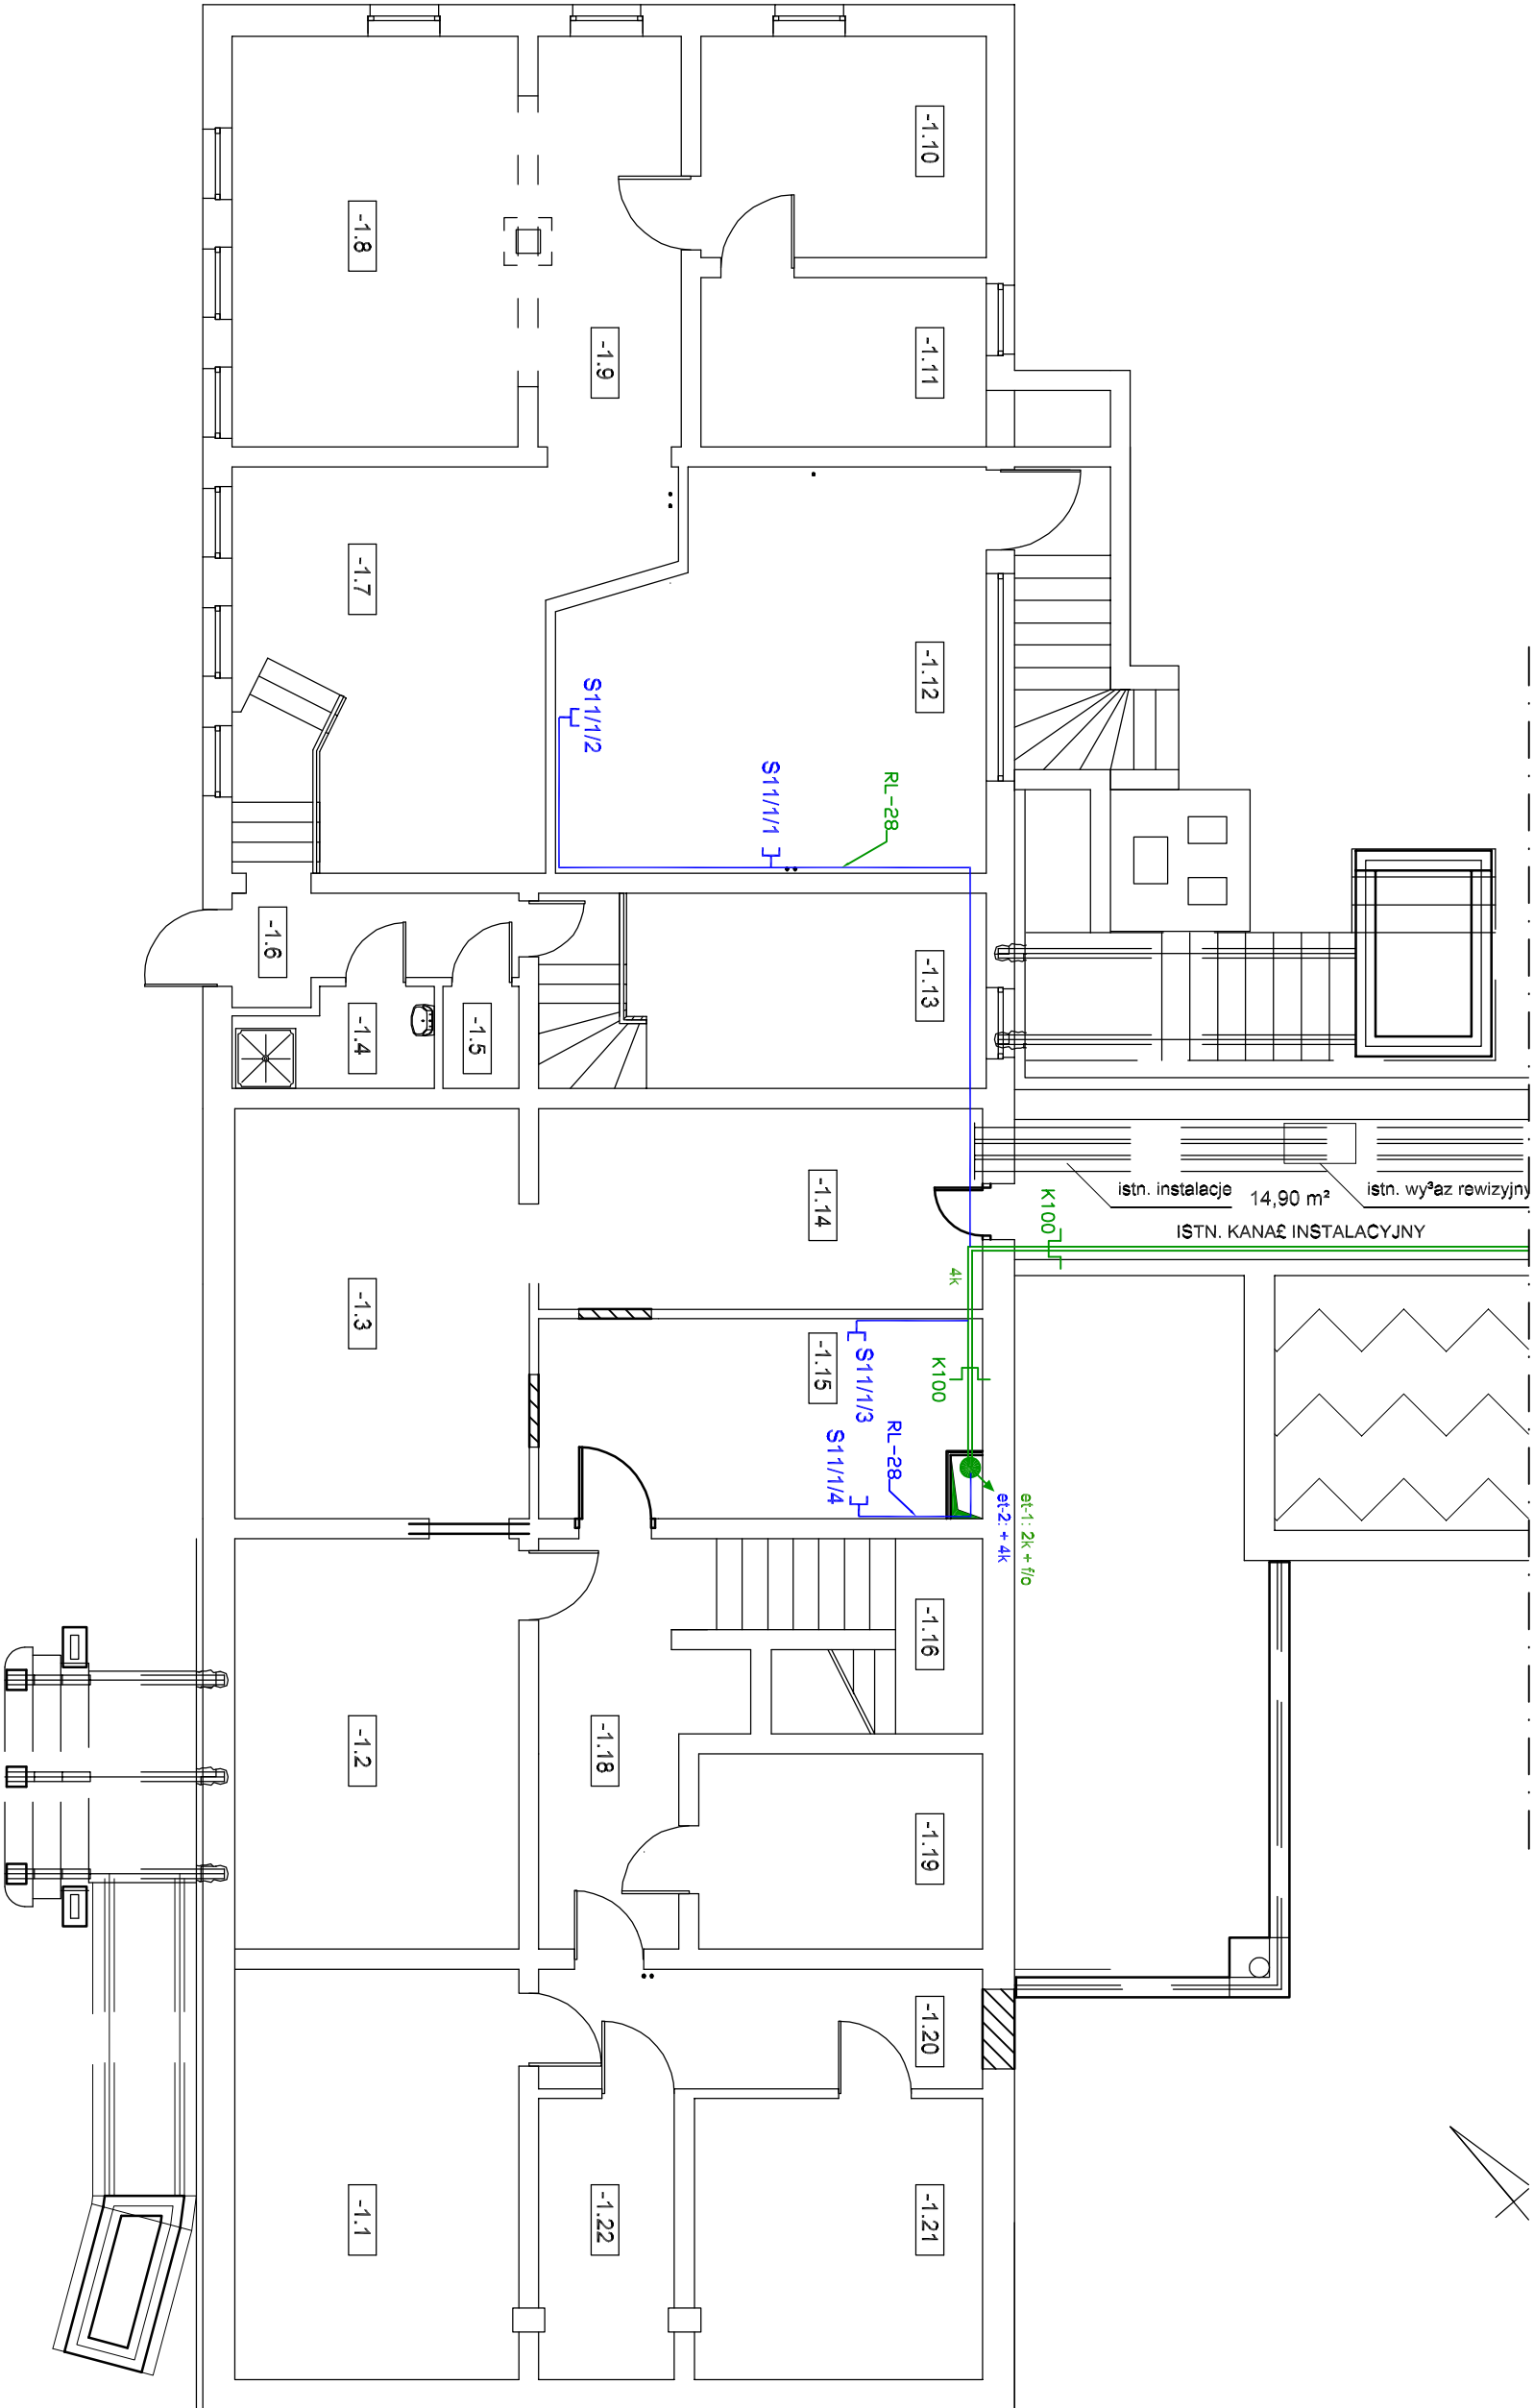 -1.10
-1.8
-1.9
-1.11
-1.7
-1.12
S11/1/2
S11/1/1
RL-28
-1.6
-1.13
-1.4
-1.5
-1.14
K100
istn. instalacje
14,90 m²
istn. wy³az rewizyjny
ISTN. KANA£ INSTALACYJNY
4k
-1.3
-1.15
S11/1/3
K100
RL-28
S11/1/4
et-1: 2k + f/o
et-2: + 4k
-1.16
-1.2
-1.18
-1.19
-1.20
-1.1
-1.22
-1.21